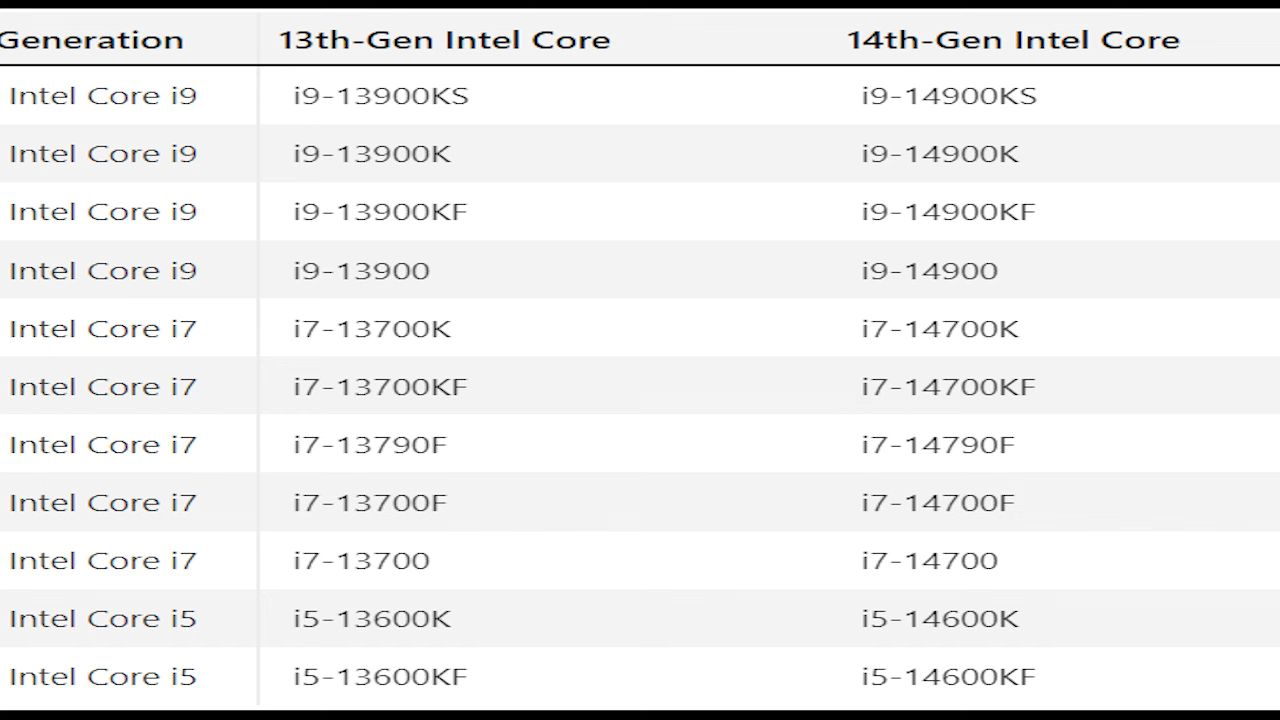 Generation 13th-Gen Intel Core 14th-Gen Intel Core
Intel Core i9 i9-13900KS i9-14900KS
Intel Core i9 i9-13900K i9-14900K
Intel Core i9 i9-13900KF i9-14900KF
Intel Core i9 i9-13900 i9-14900
Intel Core i7 i7-13700K i7-14700K
Intel Core i7 i7-13700KF i7-14700KF
Intel Core i7 i7-13790F i7-14790F
Intel Core i7 i7-13700F i7-14700F
Intel Core i7 i7-13700 i7-14700
Intel Core i5 i5-13600K i5-14600K
Intel Core i5 i5-13600KF i5-14600KF